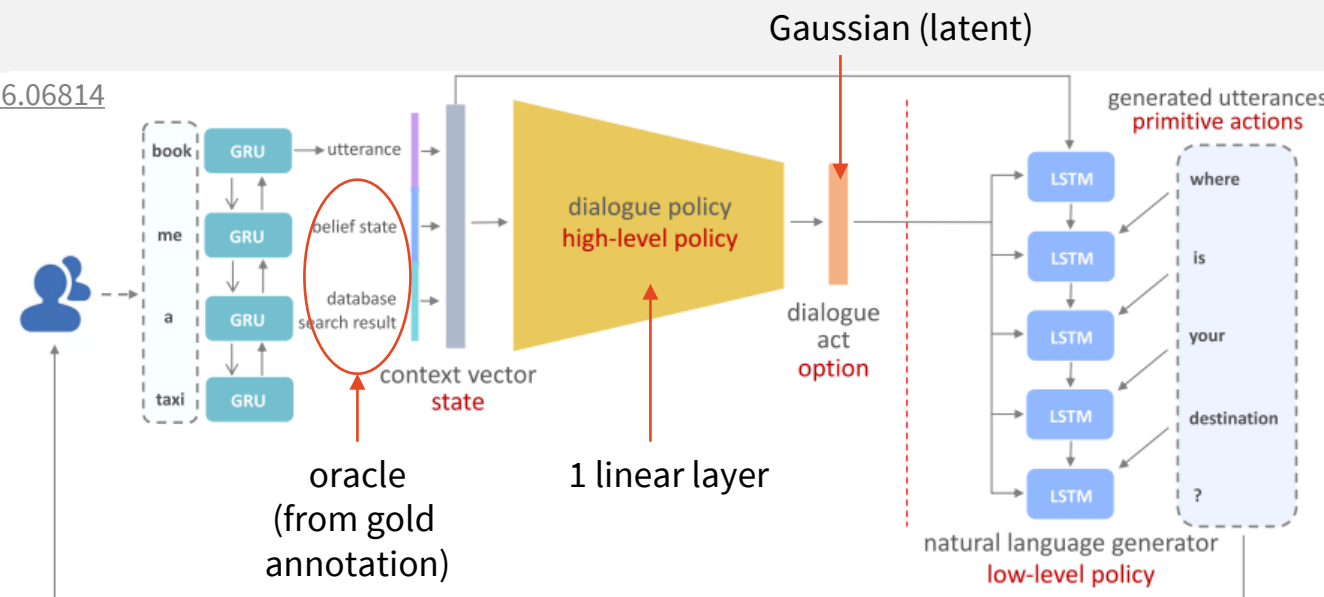 Gaussian (latent)
6.06814
generated utterances
primitive actions
book
GRU
utterance
me
GRU
belief state
a
GRU
database
search result
taxi
GRU
context vector
state
dialogue policy
high-level policy
dialogue
act
option
LSTM
where
LSTM
is
LSTM
your
LSTM
destination
LSTM
?
oracle
(from gold
annotation)
1 linear layer
natural language generator
low-level policy